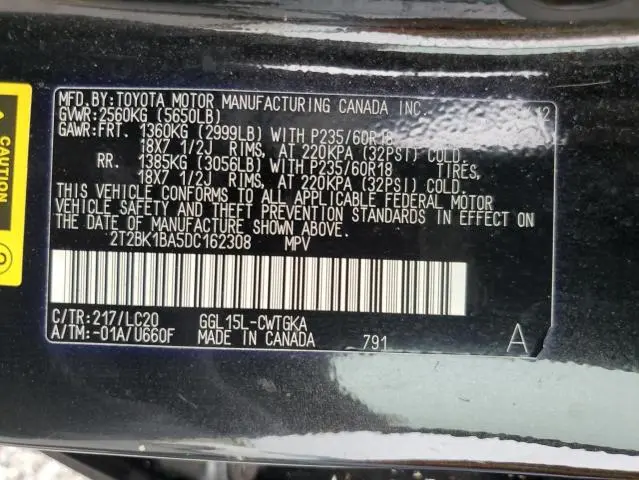 MFD.BY:TOYOTA MOTOR MANUFACTURING CANADA INC. 12
GVWR:2560KG (5650LB)
GAWR:FRT. 1360KG (2999LB) WITH P235/60R18
18X7 1/2J RIMS, AT 220KPA (32PSI) COLD.
RR. 1385KG (3056LB) WITH P235/60R18 TIRES,
18X7 1/2J RIMS, AT 220KPA (32PSI) COLD.
THIS VEHICLE CONFORMS TO ALL APPLICABLE FEDERAL MOTOR
VEHICLE SAFETY AND THEFT PREVENTION STANDARDS IN EFFECT ON
THE DATE OF MANUFACTURE SHOWN ABOVE.
2T2BK1BA5DC162308 MPV
C/TR:217/LC20 GGL15L-CWTGKA
A/TM:-01A/U660F MADE IN CANADA 791 A
CAUTION